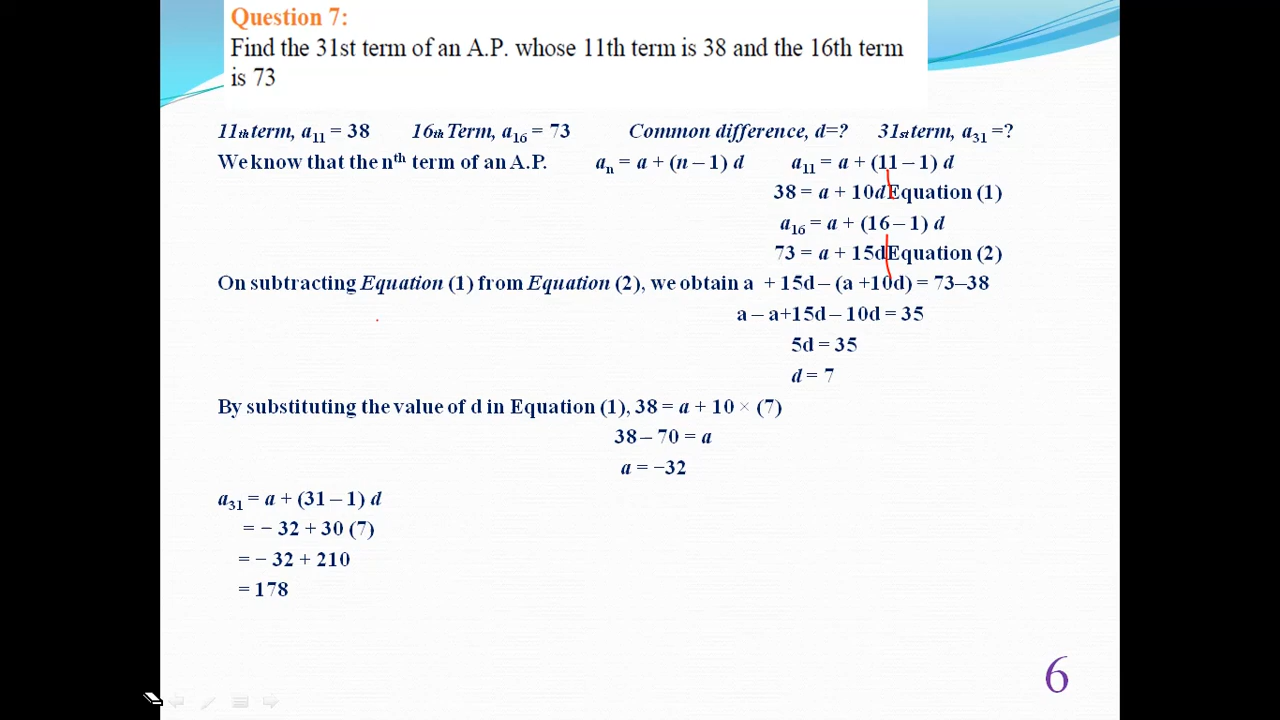 Question 7:
Find the 31st term of an A.P. whose 11th term is 38 and the 16th term
is 73
11th term, a11 = 38 16th Term, a16 = 73 Common difference, d=? 31st term, a31 =?
We know that the nth term of an A.P. an = a + (n – 1) d a11 = a + (11 – 1) d
38 = a + 10d Equation (1)
a16 = a + (16 – 1) d
73 = a + 15d Equation (2)
On subtracting Equation (1) from Equation (2), we obtain a + 15d – (a +10d) = 73–38
a – a+15d – 10d = 35
5d = 35
d = 7
By substituting the value of d in Equation (1), 38 = a + 10 × (7)
38 – 70 = a
a = −32
a31 = a + (31 – 1) d
= − 32 + 30 (7)
= − 32 + 210
= 178
6